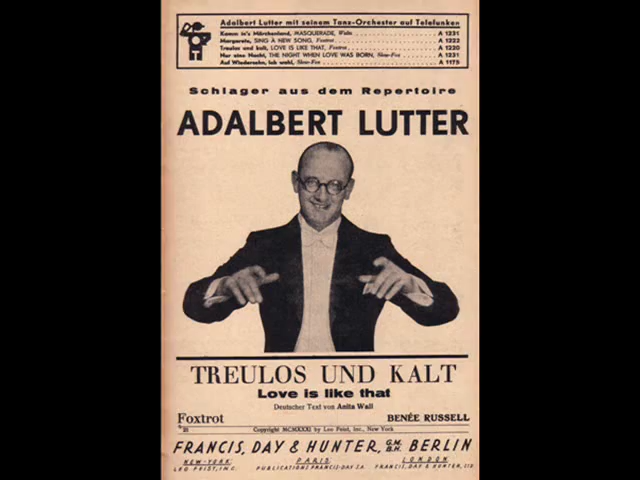 Adalbert Lutter mit seinem Tanz-Orchester auf Telefunken
Komm in's Märchenland, MASQUERADE, Waltz A 1231
Margarete, SING A NEW SONG, Foxtrot A 1222
Treulos und kalt, LOVE IS LIKE THAT, Foxtrot A 1220
Nur eine Nacht, THE NIGHT WHEN LOVE WAS BORN, Slow-Fox A 1231
Auf Wiedersehn, ich wohl, Slow-Fox A 1175
Schlager aus dem Repertoire
ADALBERT LUTTER
TREULOS UND KALT
Love is like that
Deutscher Text von Anita Wall
Foxtrot BENÉE RUSSELL
Copyright MCMXXXI by Leo Feist, Inc., New York
FRANCIS, DAY & HUNTER, G.M.B.H. BERLIN
NEW-YORK: PARIS: LONDON:
LEO FEIST, INC. PUBLICATIONS FRANCIS-DAY S.A. FRANCIS, DAY & HUNTER, LTD